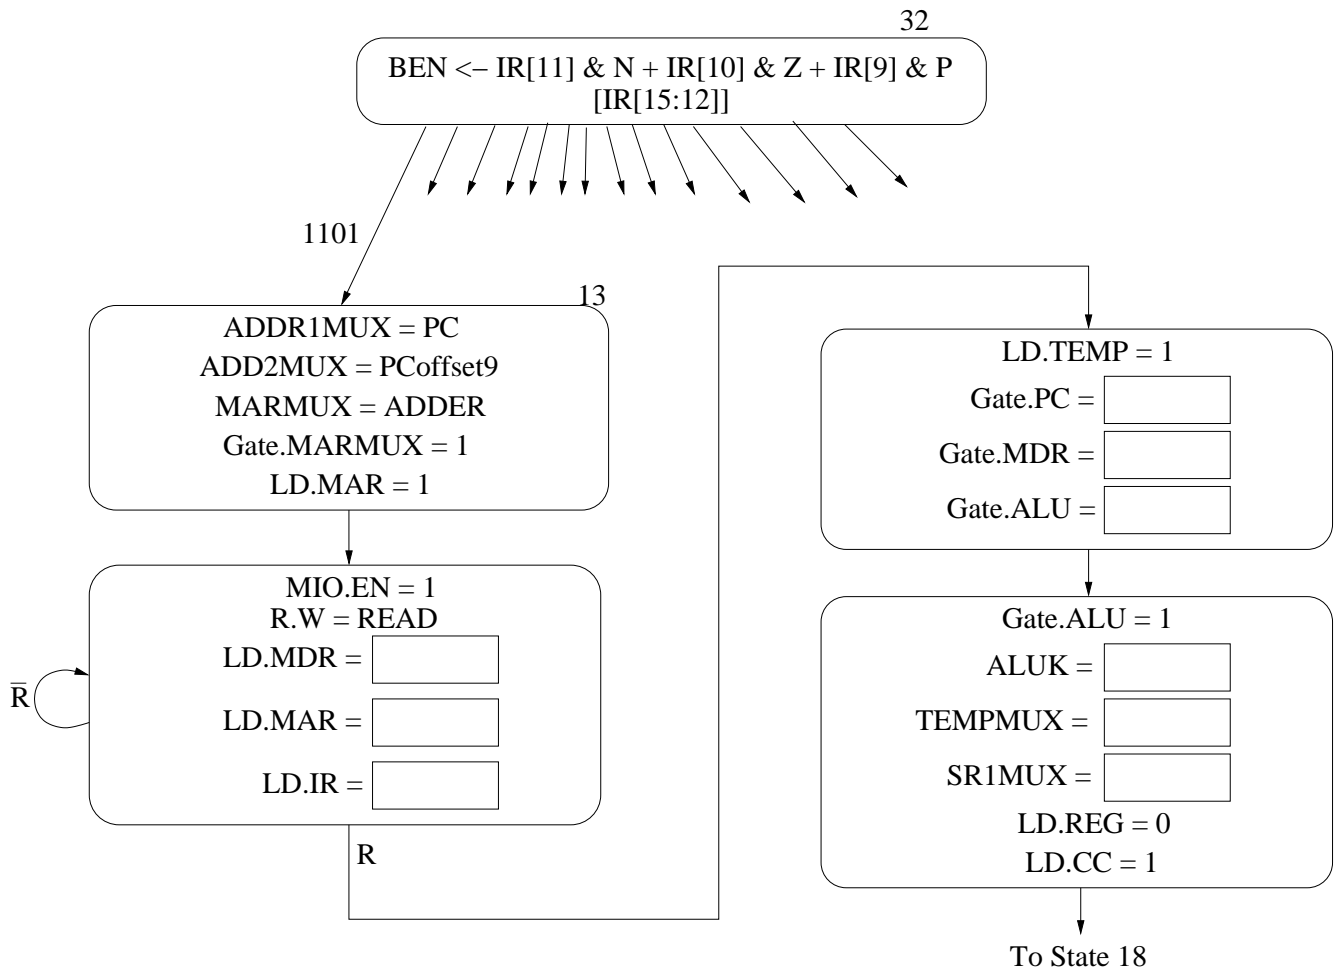 32
BEN <– IR[11] & N + IR[10] & Z + IR[9] & P
[IR[15:12]]
1101
13
ADDR1MUX = PC
ADD2MUX = PCoffset9
MARMUX = ADDER
Gate.MARMUX = 1
LD.MAR = 1
MIO.EN = 1
R.W = READ
LD.MDR =
LD.MAR =
LD.IR =
R̅
R
LD.TEMP = 1
Gate.PC =
Gate.MDR =
Gate.ALU =
Gate.ALU = 1
ALUK =
TEMPMUX =
SR1MUX =
LD.REG = 0
LD.CC = 1
To State 18